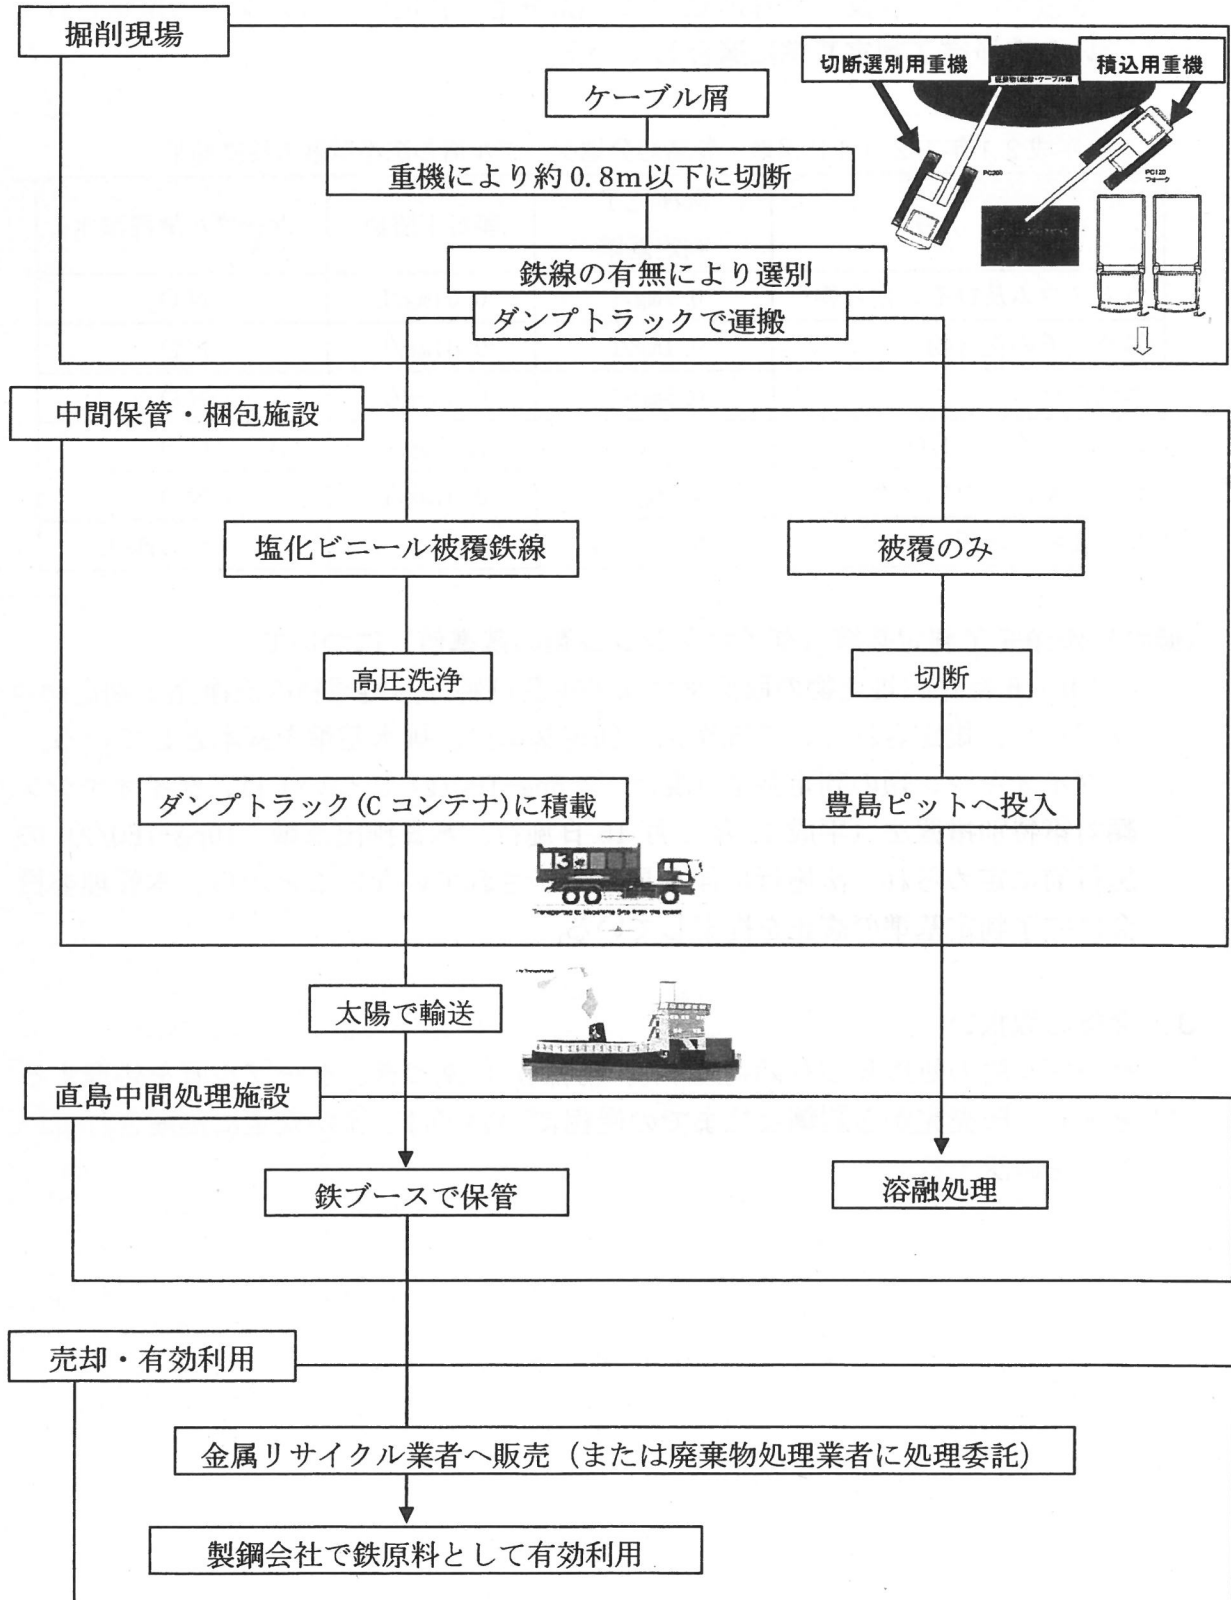 掘削現場
切断選別用重機
積込用重機
ケーブル屑
重機により約0.8m以下に切断
PC200
PC120
フォーク
鉄線の有無により選別
ダンプトラックで運搬
中間保管・梱包施設
塩化ビニール被覆鉄線
被覆のみ
高圧洗浄
切断
ダンプトラック(Cコンテナ)に積載
豊島ピットへ投入
3
太陽で輸送
直島中間処理施設
鉄ブースで保管
溶融処理
売却・有効利用
金属リサイクル業者へ販売(または廃棄物処理業者に処理委託)
製鋼会社で鉄原料として有効利用